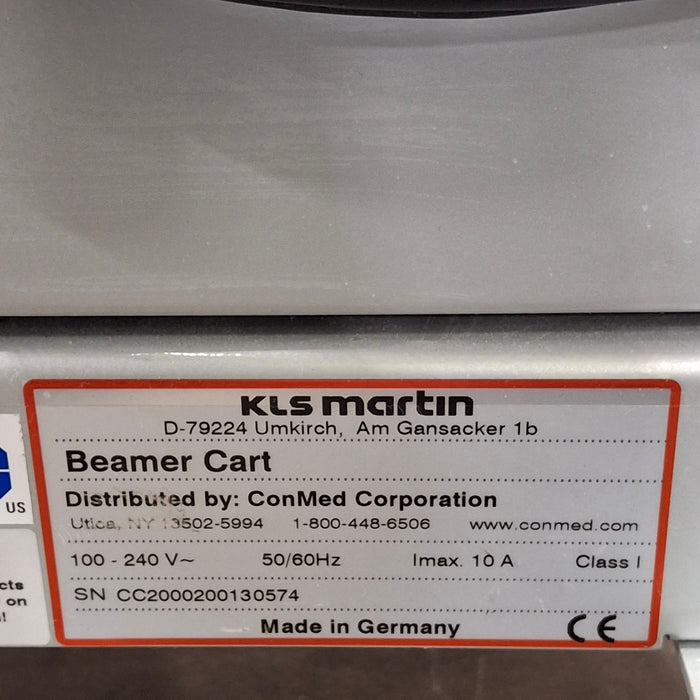 KLS martin
D-79224 Umkirch, Am Gansacker 1b
Beamer Cart
Distributed by: ConMed Corporation
Utica, NY 13502-5994 1-800-448-6506 www.conmed.com
100 - 240 V~ 50/60Hz Imax. 10 A Class I
SN CC2000200130574
Made in Germany CE
US
cts
on
!